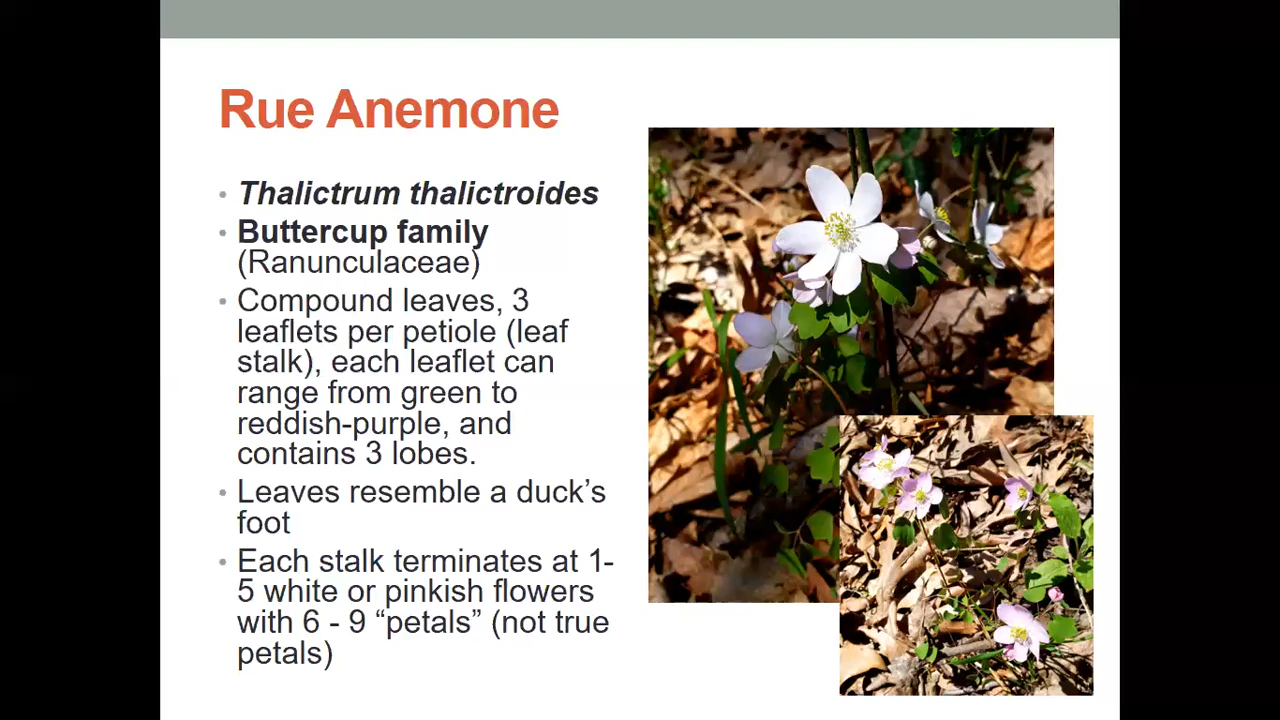 Rue Anemone
• Thalictrum thalictroides
• Buttercup family
(Ranunculaceae)
• Compound leaves, 3
leaflets per petiole (leaf
stalk), each leaflet can
range from green to
reddish-purple, and
contains 3 lobes.
• Leaves resemble a duck’s
foot
• Each stalk terminates at 1-
5 white or pinkish flowers
with 6 - 9 “petals” (not true
petals)